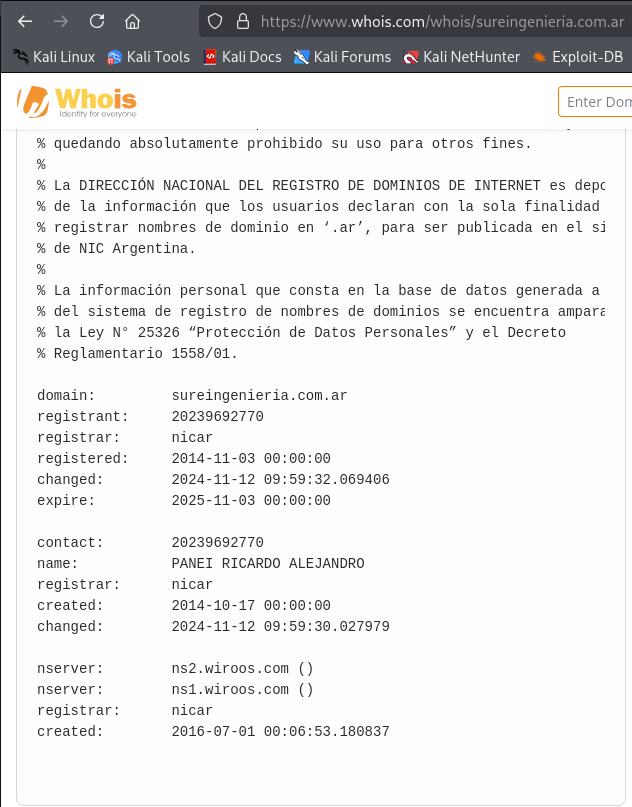 https://www.whois.com/whois/sureingenieria.com.ar
Kali Linux Kali Tools Kali Docs Kali Forums Kali NetHunter Exploit-DB
Whois
Identity for everyone
Enter Dom
% quedando absolutamente prohibido su uso para otros fines.
%
% La DIRECCIÓN NACIONAL DEL REGISTRO DE DOMINIOS DE INTERNET es depo
% de la información que los usuarios declaran con la sola finalidad
% registrar nombres de dominio en ‘.ar’, para ser publicada en el si
% de NIC Argentina.
%
% La información personal que consta en la base de datos generada a
% del sistema de registro de nombres de dominios se encuentra ampara
% la Ley N° 25326 “Protección de Datos Personales” y el Decreto
% Reglamentario 1558/01.
domain: sureingenieria.com.ar
registrant: 20239692770
registrar: nicar
registered: 2014-11-03 00:00:00
changed: 2024-11-12 09:59:32.069406
expire: 2025-11-03 00:00:00
contact: 20239692770
name: PANEI RICARDO ALEJANDRO
registrar: nicar
created: 2014-10-17 00:00:00
changed: 2024-11-12 09:59:30.027979
nserver: ns2.wiroos.com ()
nserver: ns1.wiroos.com ()
registrar: nicar
created: 2016-07-01 00:06:53.180837